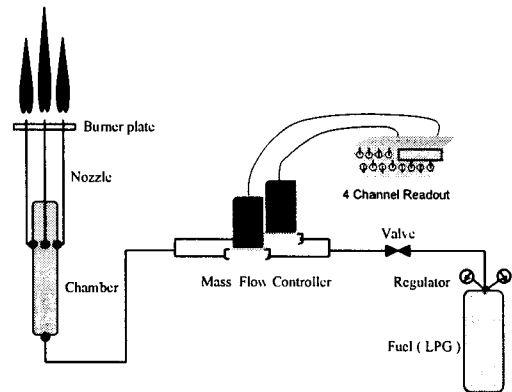 Burner plate
Nozzle
4 Channel Readout
Valve
Chamber
Mass Flow Controller
Regulator
Fuel ( LPG )